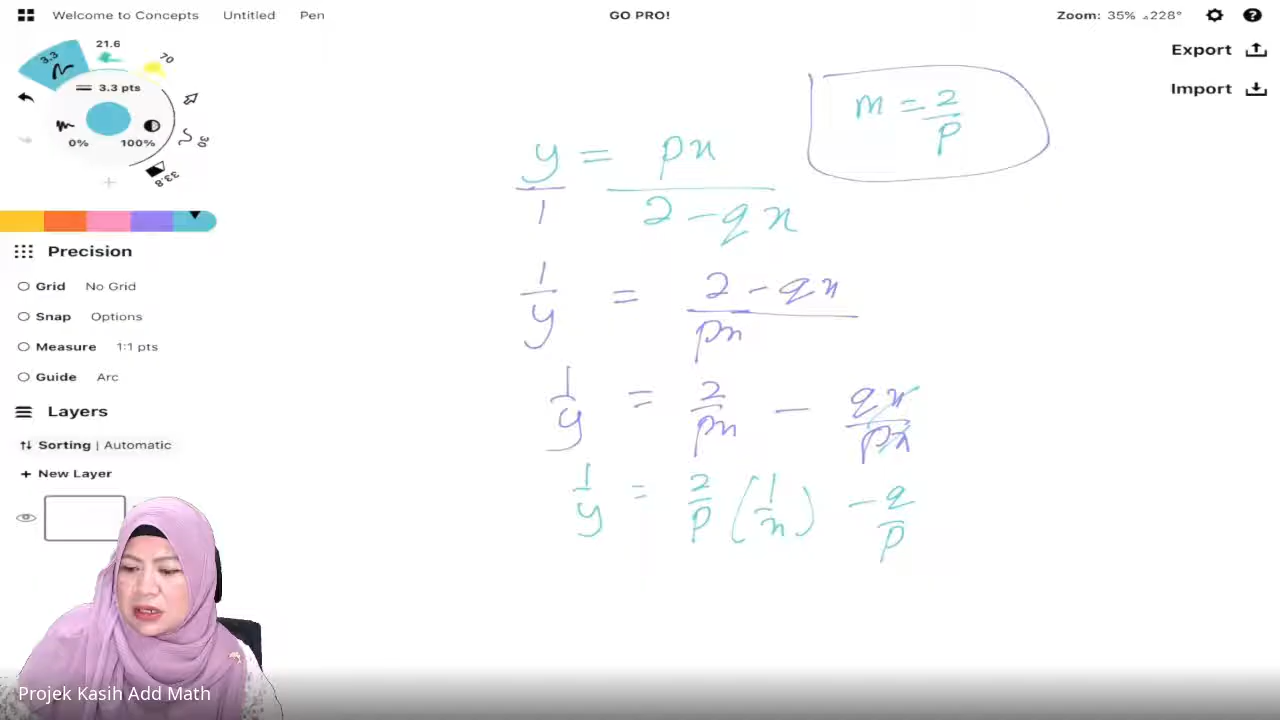 Welcome to Concepts Untitled Pen GO PRO! Zoom: 35% 228°
Export
Import
21.6
3.3
70
3.3 pts
0% 100%
30
33.8
Precision
Grid No Grid
Snap Options
Measure 1:1 pts
Guide Arc
Layers
Sorting | Automatic
+ New Layer
m = 2/p
y/1 = px/(2 - qx)
1/y = (2 - qx)/px
1/y = 2/px - qx/px
1/y = 2/p (1/x) - q/p
Projek Kasih Add Math